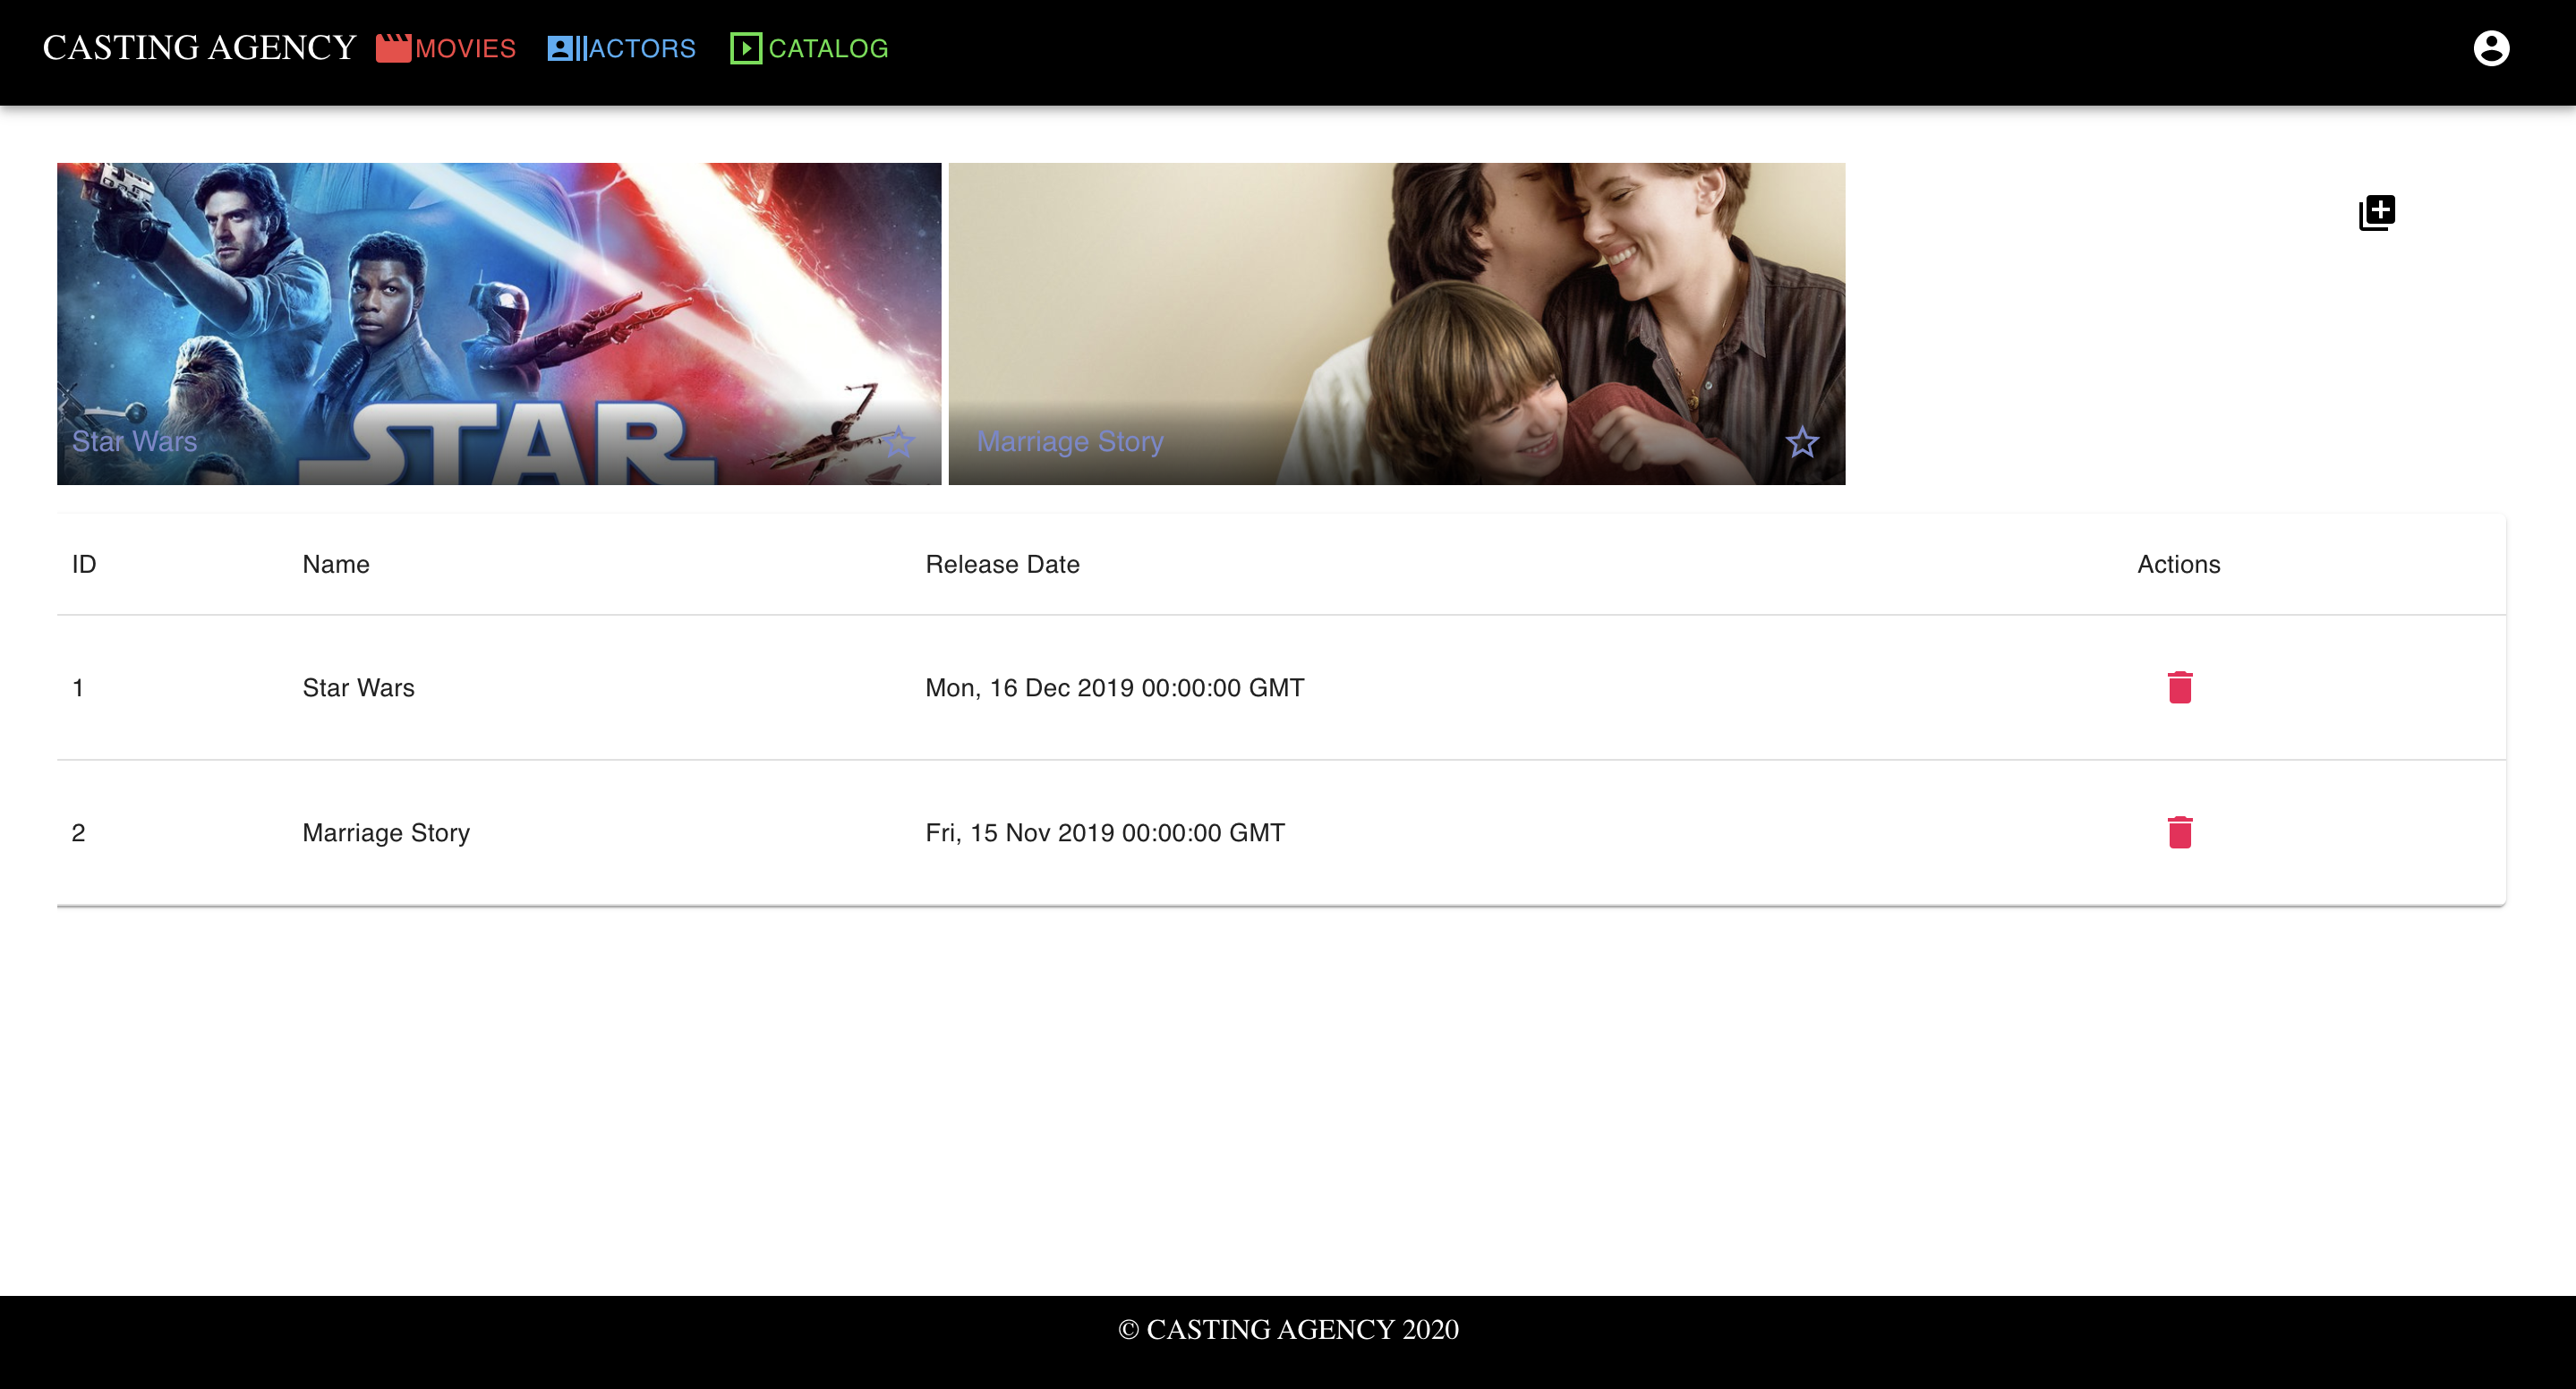 CASTING AGENCY MOVIES ACTORS CATALOG
STAR
Star Wars
Marriage Story
ID Name Release Date Actions
1 Star Wars Mon, 16 Dec 2019 00:00:00 GMT
2 Marriage Story Fri, 15 Nov 2019 00:00:00 GMT
© CASTING AGENCY 2020